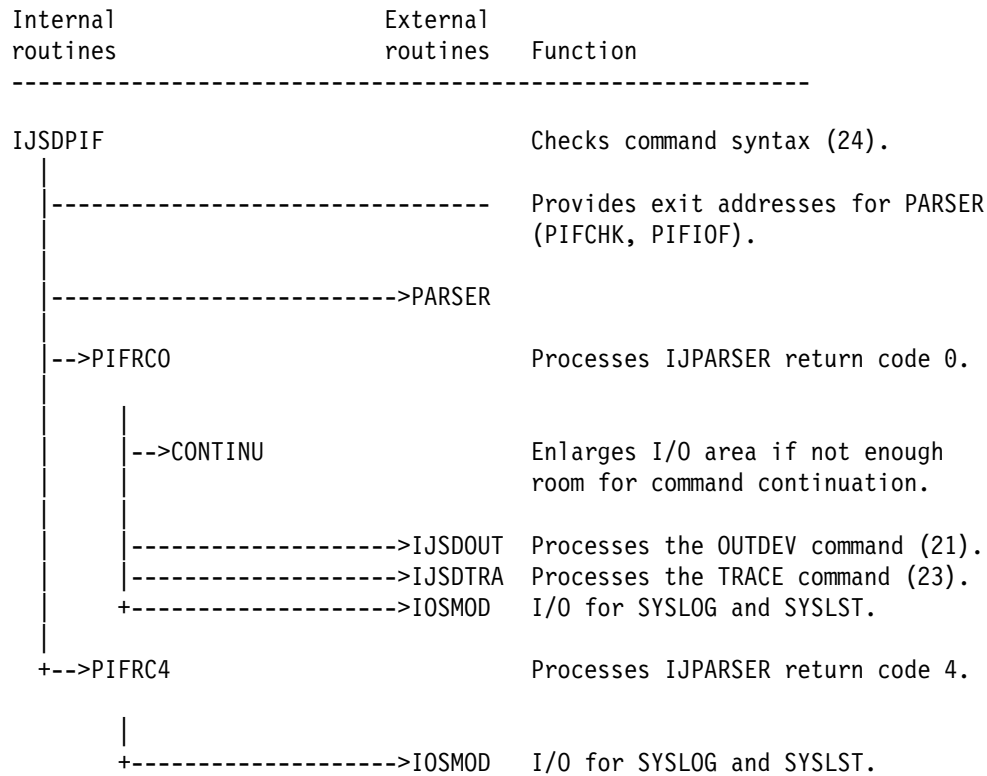 Internal External
routines routines Function
------------------------------------------------------------
IJSDPIF Checks command syntax (24).
|
|--------------------------------- Provides exit addresses for PARSER
| (PIFCHK, PIFIOF).
|
|-------------------------->PARSER
|
|-->PIFRC0 Processes IJPARSER return code 0.
|
| |
| |-->CONTINU Enlarges I/O area if not enough
| | room for command continuation.
| |
| |-------------------->IJSDOUT Processes the OUTDEV command (21).
| |-------------------->IJSDTRA Processes the TRACE command (23).
| +-------------------->IOSMOD I/O for SYSLOG and SYSLST.
|
+-->PIFRC4 Processes IJPARSER return code 4.
|
+-------------------->IOSMOD I/O for SYSLOG and SYSLST.